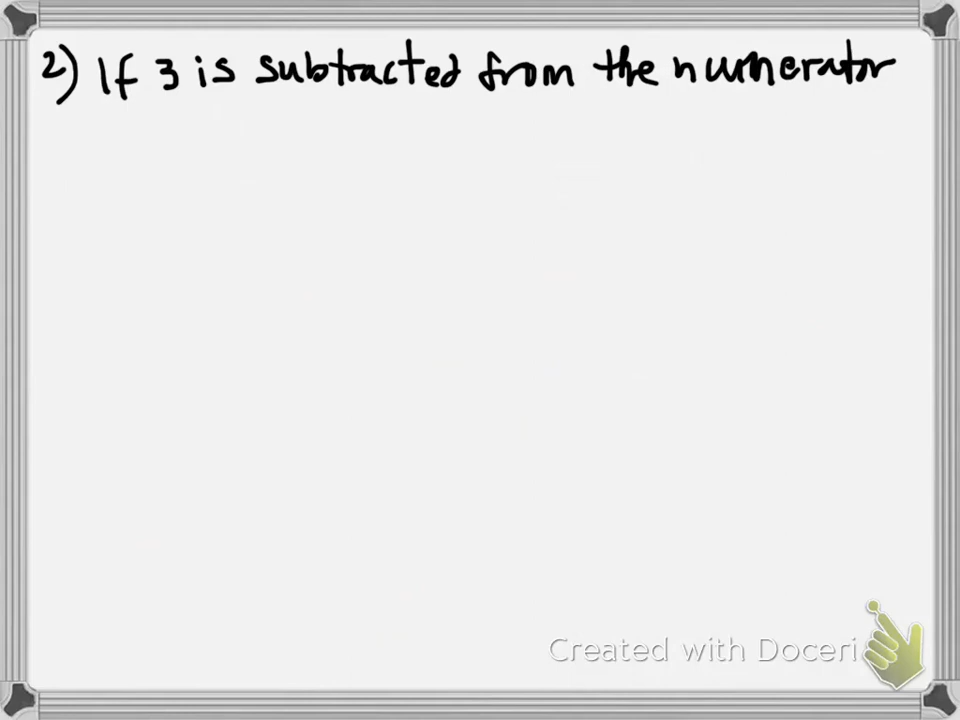 2) If 3 is subtracted from the numerator
Created with Doceri